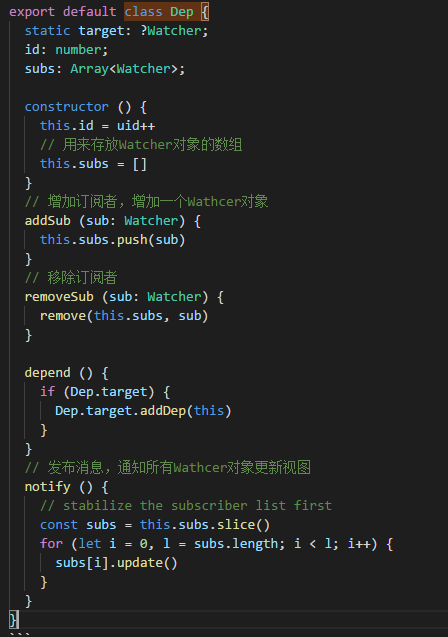 export default class Dep {
  static target: ?Watcher;
  id: number;
  subs: Array<Watcher>;

  constructor () {
    this.id = uid++
    // 用来存放Watcher对象的数组
    this.subs = []
  }
  // 增加订阅者，增加一个Wathcer对象
  addSub (sub: Watcher) {
    this.subs.push(sub)
  }
  // 移除订阅者
  removeSub (sub: Watcher) {
    remove(this.subs, sub)
  }

  depend () {
    if (Dep.target) {
      Dep.target.addDep(this)
    }
  }
  // 发布消息，通知所有Wathcer对象更新视图
  notify () {
    // stabilize the subscriber list first
    const subs = this.subs.slice()
    for (let i = 0, l = subs.length; i < l; i++) {
      subs[i].update()
    }
  }
}
```